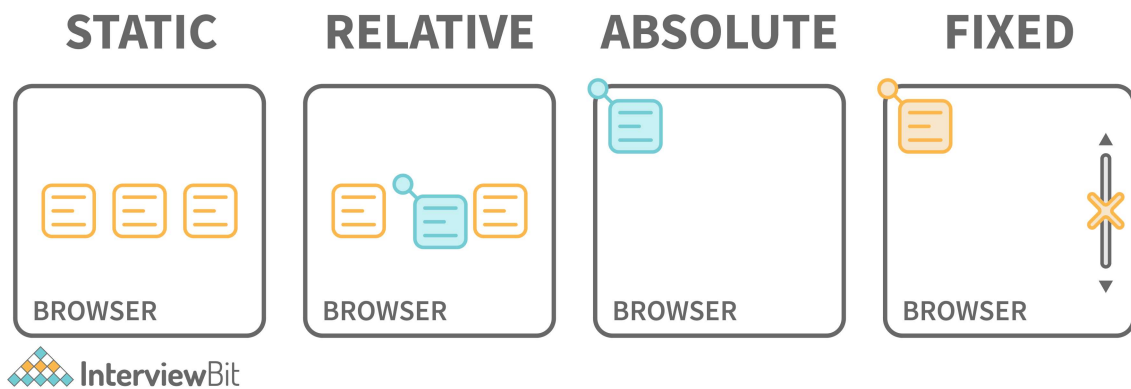 STATIC RELATIVE ABSOLUTE FIXED
BROWSER BROWSER BROWSER BROWSER
InterviewBit